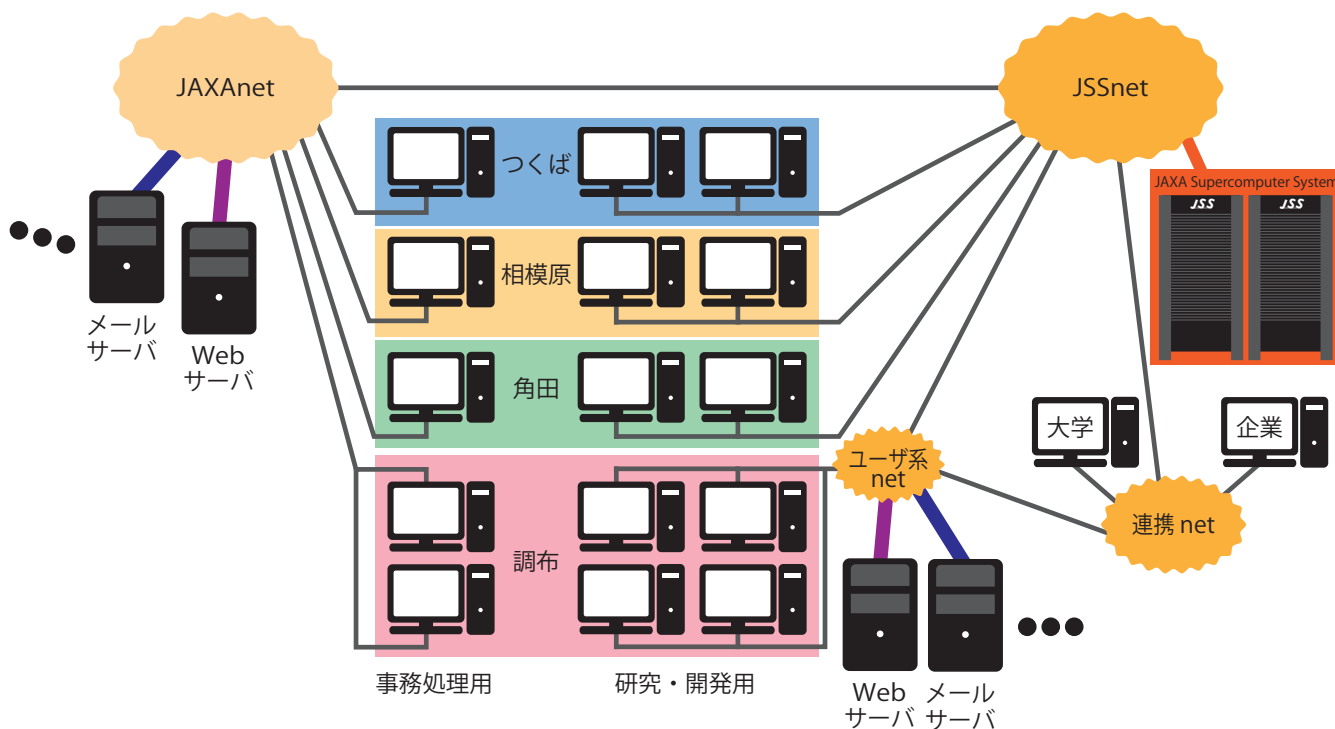 JAXAnet
JSSnet
つくば
JAXA Supercomputer System
JSS
JSS
相模原
メール
サーバ
Web
サーバ
角田
大学
企業
ユーザ系
net
連携 net
調布
事務処理用
研究・開発用
Web
サーバ
メール
サーバ